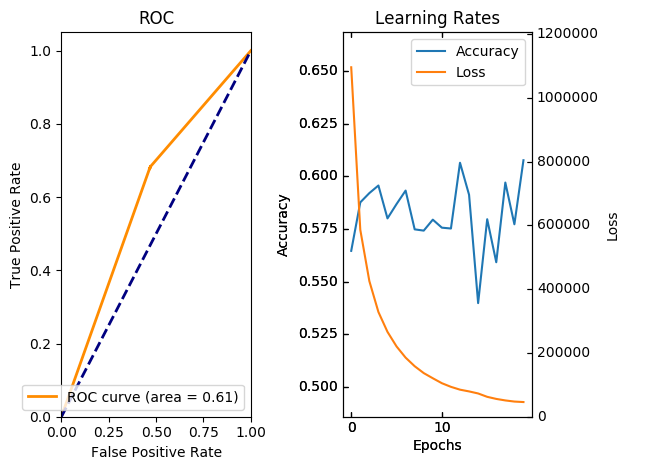 ROC
1.0
0.8
0.6
0.4
0.2
0.0
True Positive Rate
ROC curve (area = 0.61)
0.00 0.25 0.50 0.75 1.00
False Positive Rate
Learning Rates
Accuracy
Loss
0.650
0.625
0.600
0.575
0.550
0.525
0.500
Accuracy
1200000
1000000
800000
600000
400000
200000
0
Loss
0 10
Epochs